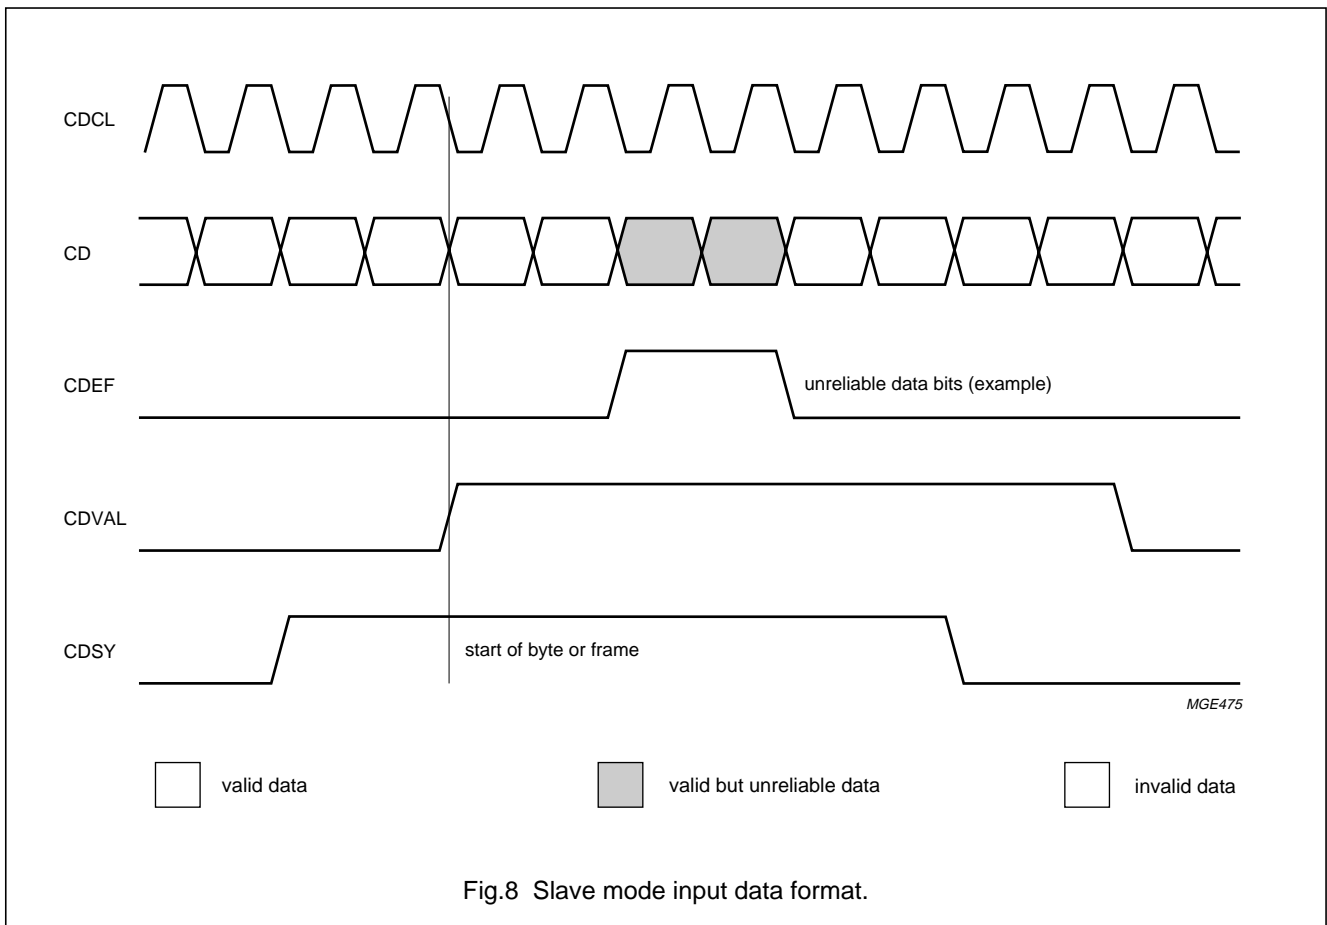 CDCL
CD
CDEF
unreliable data bits (example)
CDVAL
CDSY
start of byte or frame
MGE475
valid data
valid but unreliable data
invalid data
Fig.8 Slave mode input data format.